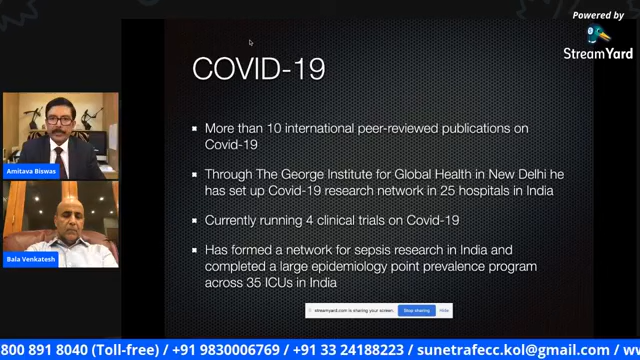 Powered by
StreamYard
COVID-19
More than 10 international peer-reviewed publications on
Covid-19
Through The George Institute for Global Health in New Delhi he
has set up Covid-19 research network in 25 hospitals in India
Currently running 4 clinical trials on Covid-19
Has formed a network for sepsis research in India and
completed a large epidemiology point prevalence program
across 35 ICUs in India
streamyard.com is sharing your screen. Stop sharing Hide
Amitava Biswas
Bala Venkatesh
800 891 8040 (Toll-free) / +91 9830006769 / +91 33 24188223 / sunetrafecc.kol@gmail.com / ww